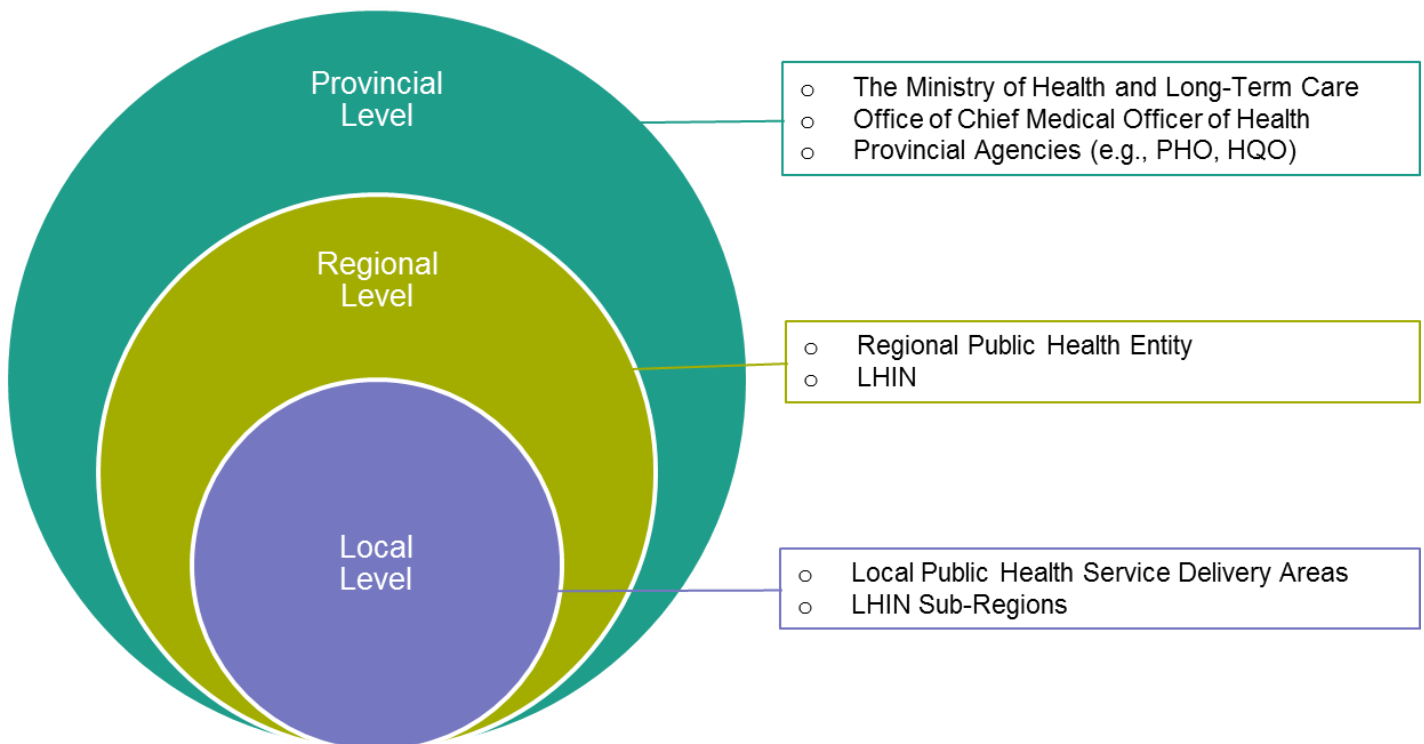 Provincial
Level
o The Ministry of Health and Long-Term Care
o Office of Chief Medical Officer of Health
o Provincial Agencies (e.g., PHO, HQO)
Regional
Level
o Regional Public Health Entity
o LHIN
Local
Level
o Local Public Health Service Delivery Areas
o LHIN Sub-Regions